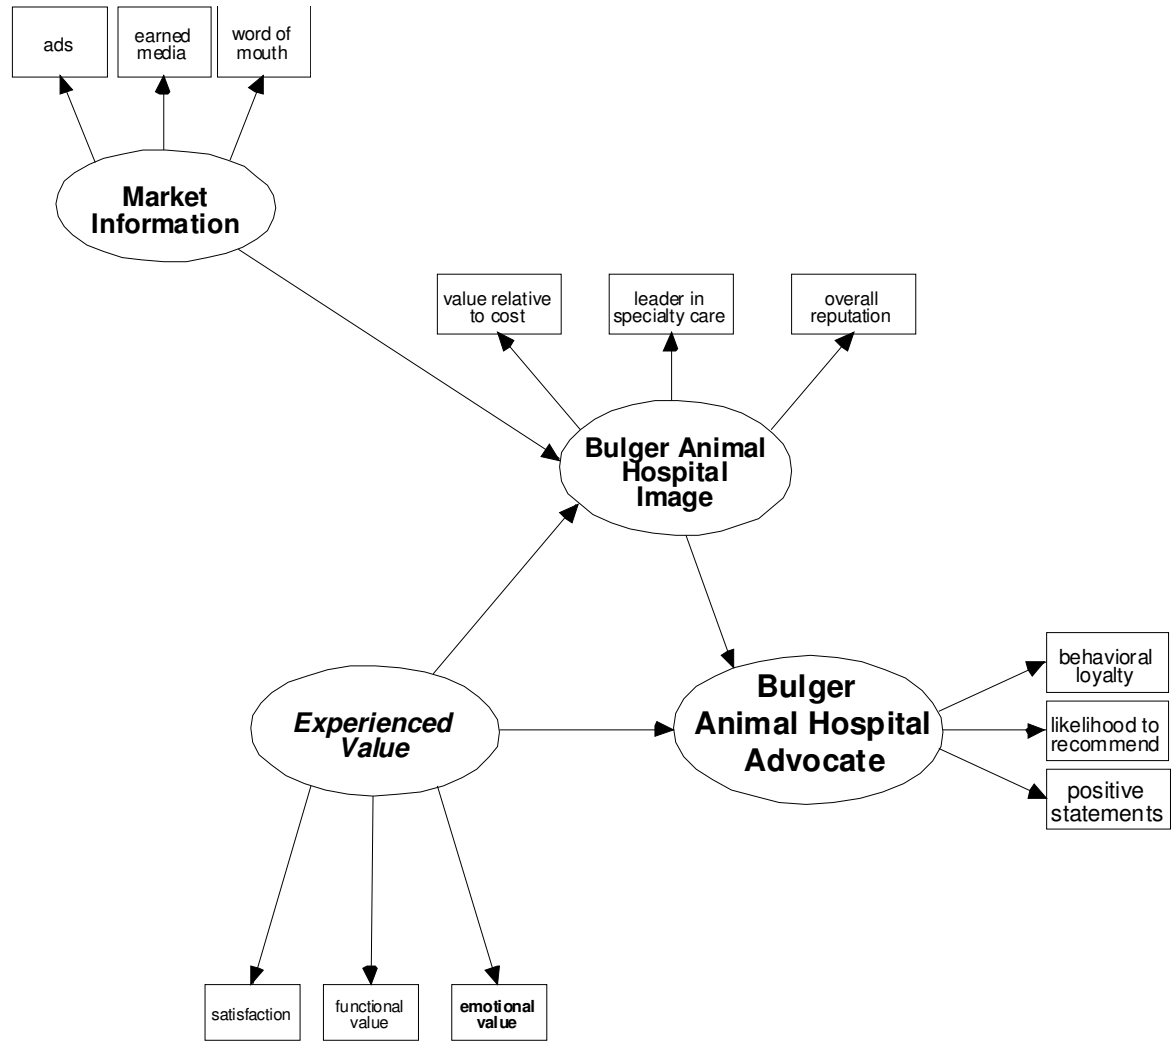 ads
earned
media
word of
mouth
Market
Information
value relative
to cost
leader in
specialty care
overall
reputation
Bulger Animal
Hospital
Image
Experienced
Value
Bulger
Animal Hospital
Advocate
behavioral
loyalty
likelihood to
recommend
positive
statements
satisfaction
functional
value
emotional
value